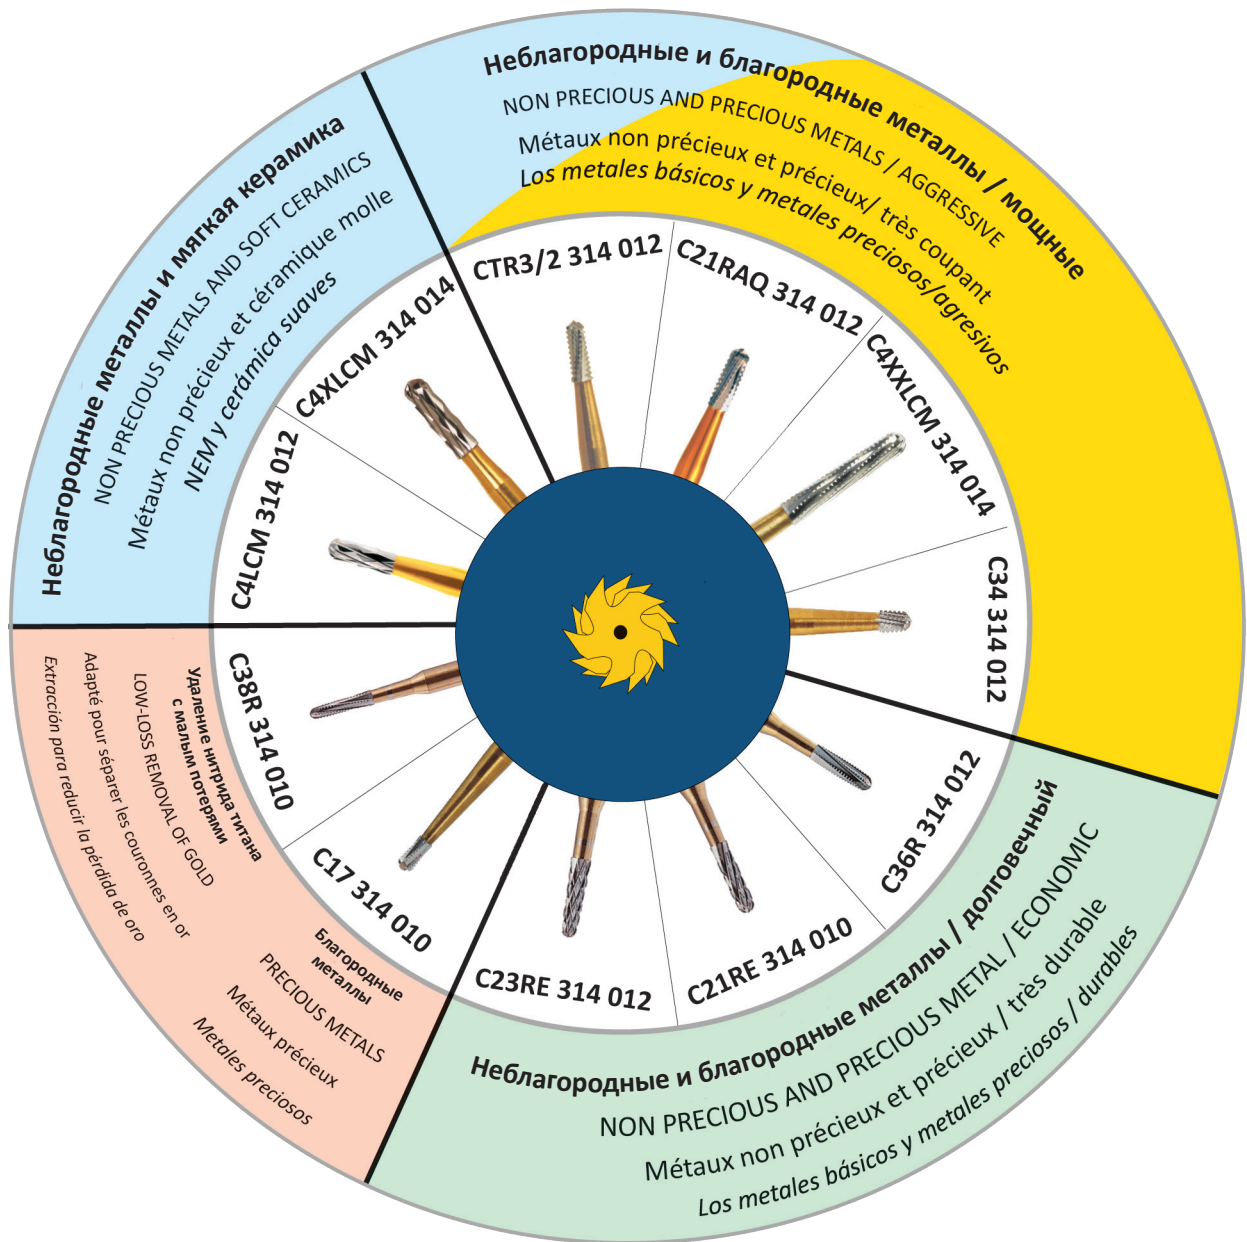 Неблагородные и благородные металлы / мощные
NON PRECIOUS AND PRECIOUS METALS / AGGRESSIVE
Métaux non précieux et précieux/ très coupant
Los metales básicos y metales preciosos/agresivos
CTR3/2 314 012
C21RAQ 314 012
C4XXLCM 314 014
C34 314 012
Неблагородные и благородные металлы / долговечный
NON PRECIOUS AND PRECIOUS METAL / ECONOMIC
Métaux non précieux et précieux / très durable
Los metales básicos y metales preciosos / durables
C36R 314 012
C21RE 314 010
C23RE 314 012
Благородные
металлы
PRECIOUS METALS
Métaux précieux
Metales preciosos
C17 314 010
Удаление нитрида титана
с малым потерями
LOW-LOSS REMOVAL OF GOLD
Adapté pour séparer les couronnes en or
Extracción para reducir la pérdida de oro
C38R 314 010
Неблагородные металлы и мягкая керамика
NON PRECIOUS METALS AND SOFT CERAMICS
Métaux non précieux et céramique molle
NEM y cerámica suaves
C4LCM 314 012
C4XLCM 314 014